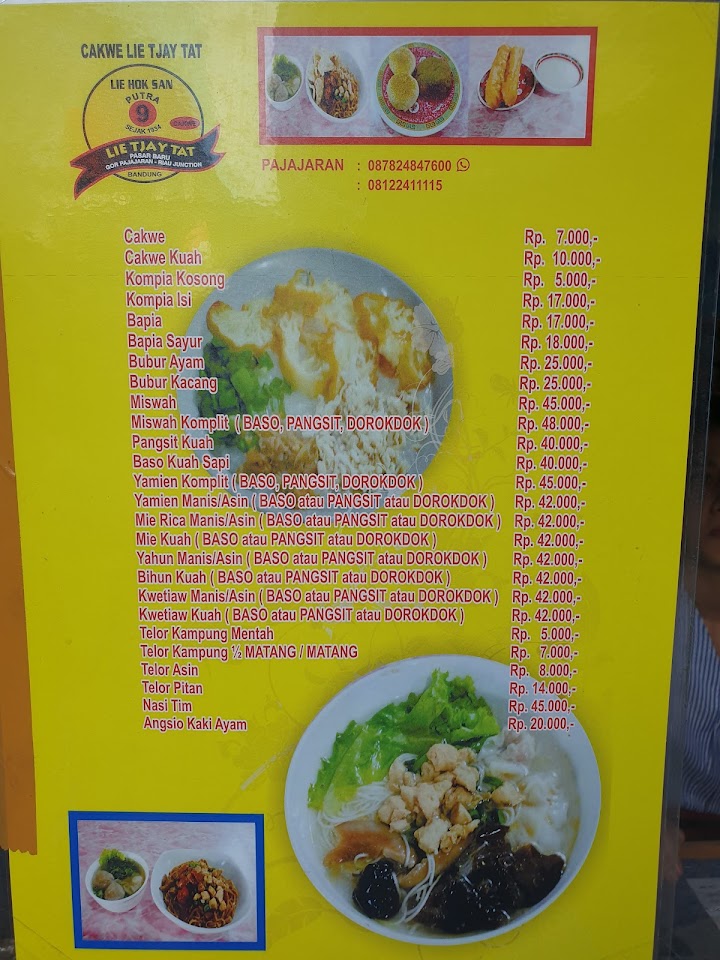 CAKWE LIE TJAY TAT
LIE HOK SAN
PUTRA
9
SEJAK 1934
CAKWE
LIE TJAY TAT
PASAR BARU
GOR PAJAJARAN - RIAU JUNCTION
BANDUNG
PAJAJARAN : 087824847600
: 08122411115
Cakwe Rp. 7.000,-
Cakwe Kuah Rp. 10.000,-
Kompia Kosong Rp. 5.000,-
Kompia Isi Rp. 17.000,-
Bapia Rp. 17.000,-
Bapia Sayur Rp. 18.000,-
Bubur Ayam Rp. 25.000,-
Bubur Kacang Rp. 25.000,-
Miswah Rp. 45.000,-
Miswah Komplit ( BASO, PANGSIT, DOROKDOK ) Rp. 48.000,-
Pangsit Kuah Rp. 40.000,-
Baso Kuah Sapi Rp. 40.000,-
Yamien Komplit ( BASO, PANGSIT, DOROKDOK ) Rp. 45.000,-
Yamien Manis/Asin ( BASO atau PANGSIT atau DOROKDOK ) Rp. 42.000,-
Mie Rica Manis/Asin ( BASO atau PANGSIT atau DOROKDOK ) Rp. 42.000,-
Mie Kuah ( BASO atau PANGSIT atau DOROKDOK ) Rp. 42.000,-
Yahun Manis/Asin ( BASO atau PANGSIT atau DOROKDOK ) Rp. 42.000,-
Bihun Kuah ( BASO atau PANGSIT atau DOROKDOK ) Rp. 42.000,-
Kwetiaw Manis/Asin ( BASO atau PANGSIT atau DOROKDOK ) Rp. 42.000,-
Kwetiaw Kuah ( BASO atau PANGSIT atau DOROKDOK ) Rp. 42.000,-
Telor Kampung Mentah Rp. 5.000,-
Telor Kampung ½ MATANG / MATANG Rp. 7.000,-
Telor Asin Rp. 8.000,-
Telor Pitan Rp. 14.000,-
Nasi Tim Rp. 45.000,-
Angsio Kaki Ayam Rp. 20.000,-